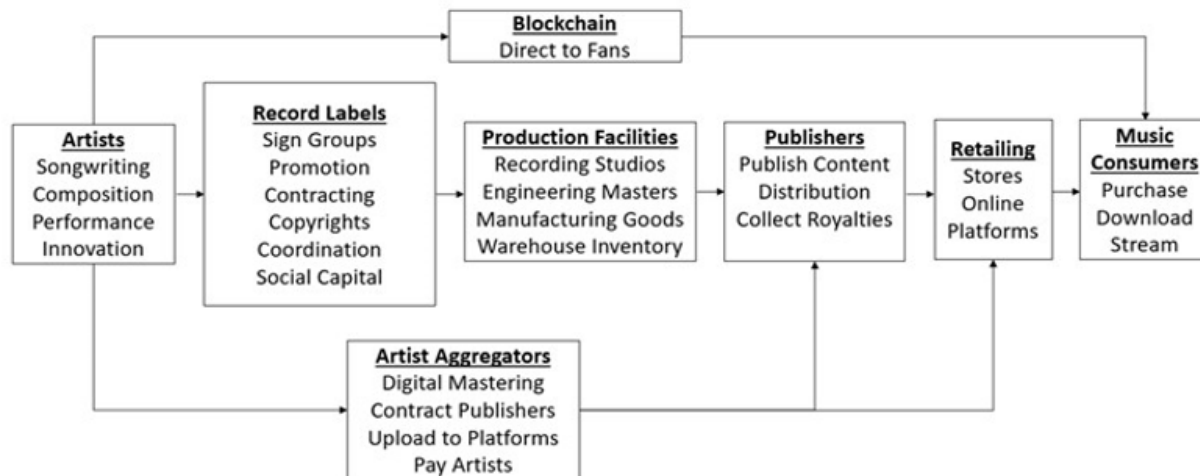 Blockchain
Direct to Fans
Artists
Songwriting
Composition
Performance
Innovation
Record Labels
Sign Groups
Promotion
Contracting
Copyrights
Coordination
Social Capital
Production Facilities
Recording Studios
Engineering Masters
Manufacturing Goods
Warehouse Inventory
Publishers
Publish Content
Distribution
Collect Royalties
Retailing
Stores
Online
Platforms
Music
Consumers
Purchase
Download
Stream
Artist Aggregators
Digital Mastering
Contract Publishers
Upload to Platforms
Pay Artists